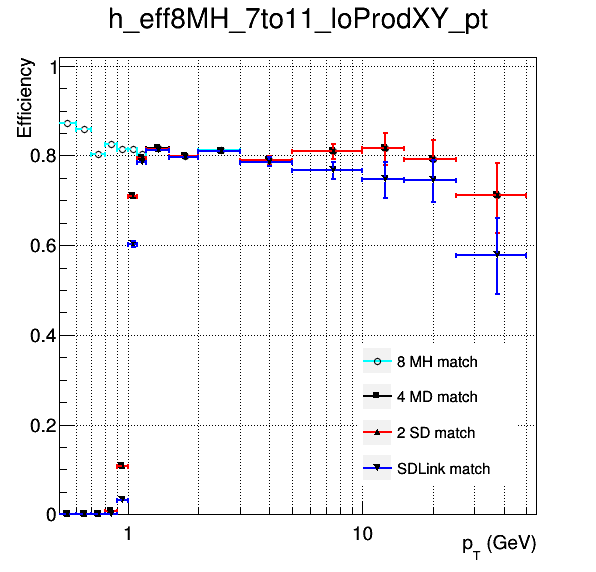 h_eff8MH_7to11_loProdXY_pt
Efficiency
1
0.8
0.6
0.4
0.2
0
8 MH match
4 MD match
2 SD match
SDLink match
1
10
p_T (GeV)